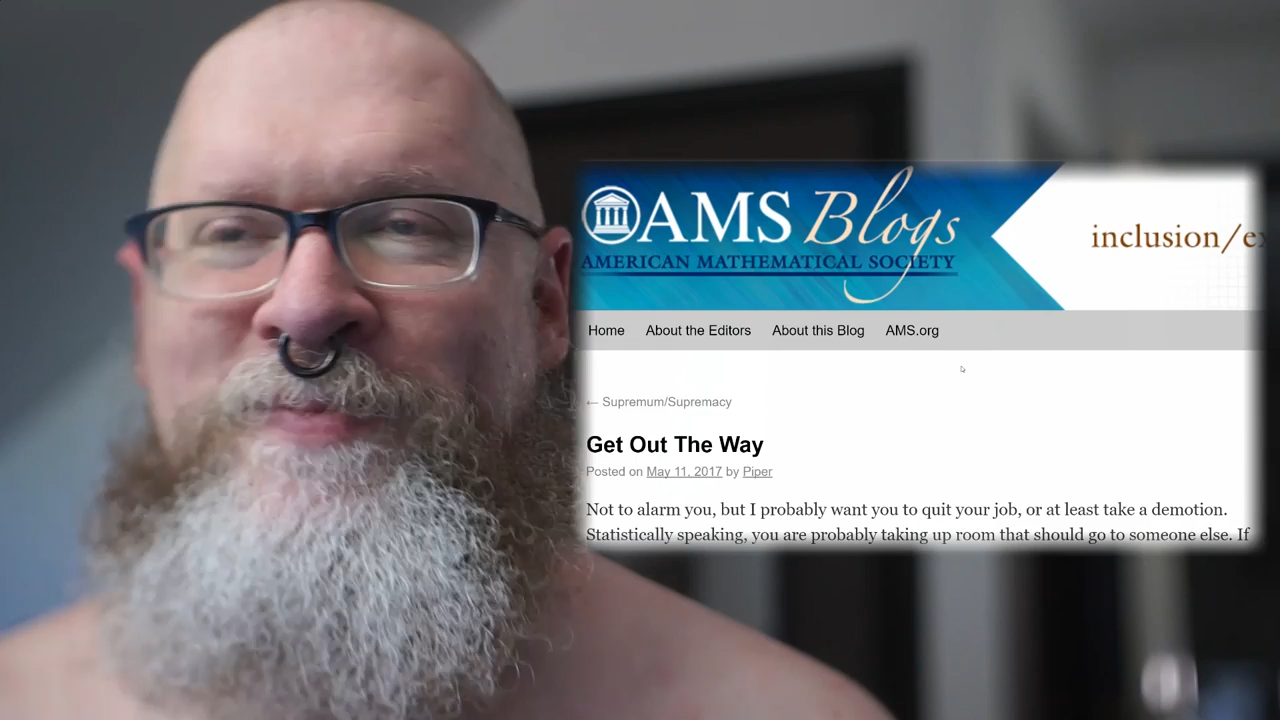 AMS Blogs
AMERICAN MATHEMATICAL SOCIETY
inclusion/ex
Home About the Editors About this Blog AMS.org
← Supremum/Supremacy
Get Out The Way
Posted on May 11, 2017 by Piper
Not to alarm you, but I probably want you to quit your job, or at least take a demotion.
Statistically speaking, you are probably taking up room that should go to someone else. If